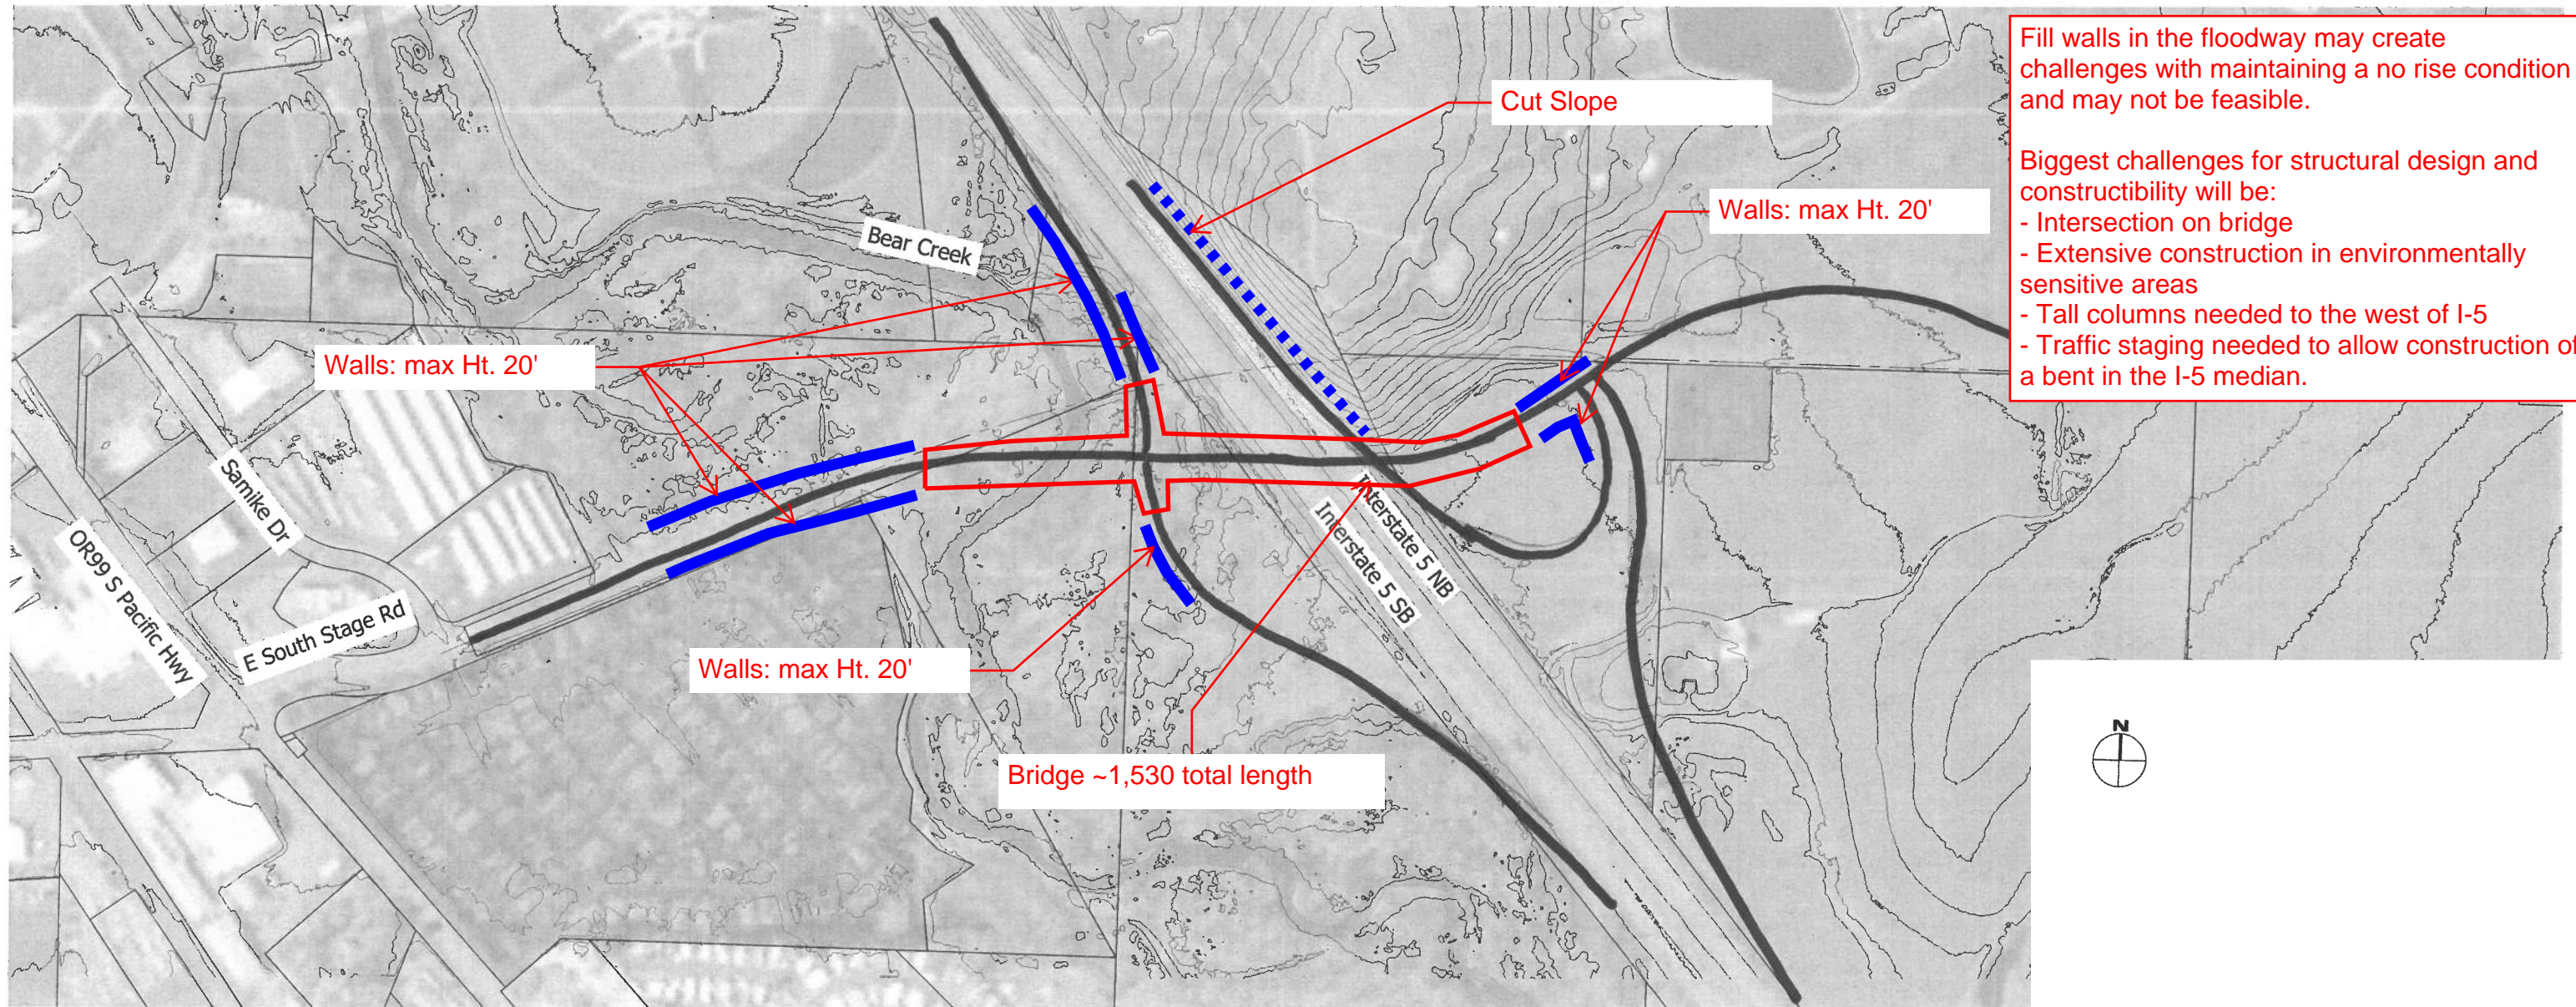 Fill walls in the floodway may create
challenges with maintaining a no rise condition
and may not be feasible.
Biggest challenges for structural design and
constructibility will be:
- Intersection on bridge
- Extensive construction in environmentally
sensitive areas
- Tall columns needed to the west of I-5
- Traffic staging needed to allow construction of
a bent in the I-5 median.
Cut Slope
Walls: max Ht. 20'
Bear Creek
Walls: max Ht. 20'
Samike Dr
OR99 S Pacific Hwy
E South Stage Rd
Interstate 5 NB
Interstate 5 SB
Walls: max Ht. 20'
Bridge ~1,530 total length
N